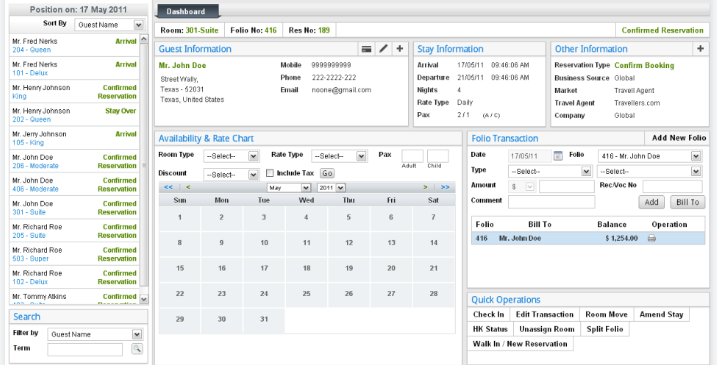 Position on: 17 May 2011
Sort By Guest Name
Mr. Fred Nerks Arrival
204 - Queen
Mr. Fred Nerks Arrival
101 - Delux
Mr. Henry Johnson Confirmed
King Reservation
Mr. Henry Johnson Stay Over
202 - Queen
Mr. Jerry Johnson Arrival
105 - King
Mr. John Doe Confirmed
206 - Moderate Reservation
Mr. John Doe Confirmed
406 - Moderate Reservation
Mr. John Doe Confirmed
301 - Suite Reservation
Mr. Richard Roe Confirmed
205 - Suite Reservation
Mr. Richard Roe Confirmed
503 - Super Reservation
Mr. Richard Roe Confirmed
102 - Delux Reservation
Mr. Tommy Atkins Confirmed
Reservation
Search
Filter by Guest Name
Term
Dashboard
Room: 301-Suite Folio No: 416 Res No: 189 Confirmed Reservation
Guest Information
Mr. John Doe
Street Wally,
Texas - 52031
Texas, United States
Mobile 9999999999
Phone 222-2222-222
Email noone@gmail.com
Stay Information
Arrival 17/05/11 09:46:06 AM
Departure 21/05/11 09:46:06 AM
Nights 4
Rate Type Daily
Pax 2 / 1 (A / C)
Other Information
Reservation Type Confirm Booking
Business Source Global
Market Travell Agent
Travel Agent Travellers.com
Company Global
Availability & Rate Chart
Room Type --Select-- Rate Type --Select-- Pax
Adult Child
Discount --Select-- Include Tax Go
<< < May 2011 > >>
Sun Mon Tue Wed Thu Fri Sat
1 2 3 4 5 6 7
8 9 10 11 12 13 14
15 16 17 18 19 20 21
22 23 24 25 26 27 28
29 30 31
Folio Transaction Add New Folio
Date 17/05/11 Folio 416 - Mr. John Doe
Type --Select-- --Select--
Amount $ Rec/Voc No
Comment Add Bill To
Folio Bill To Balance Operation
416 Mr. John Doe $ 1,254.00
Quick Operations
Check In Edit Transaction Room Move Amend Stay
HK Status Unassign Room Split Folio
Walk In / New Reservation